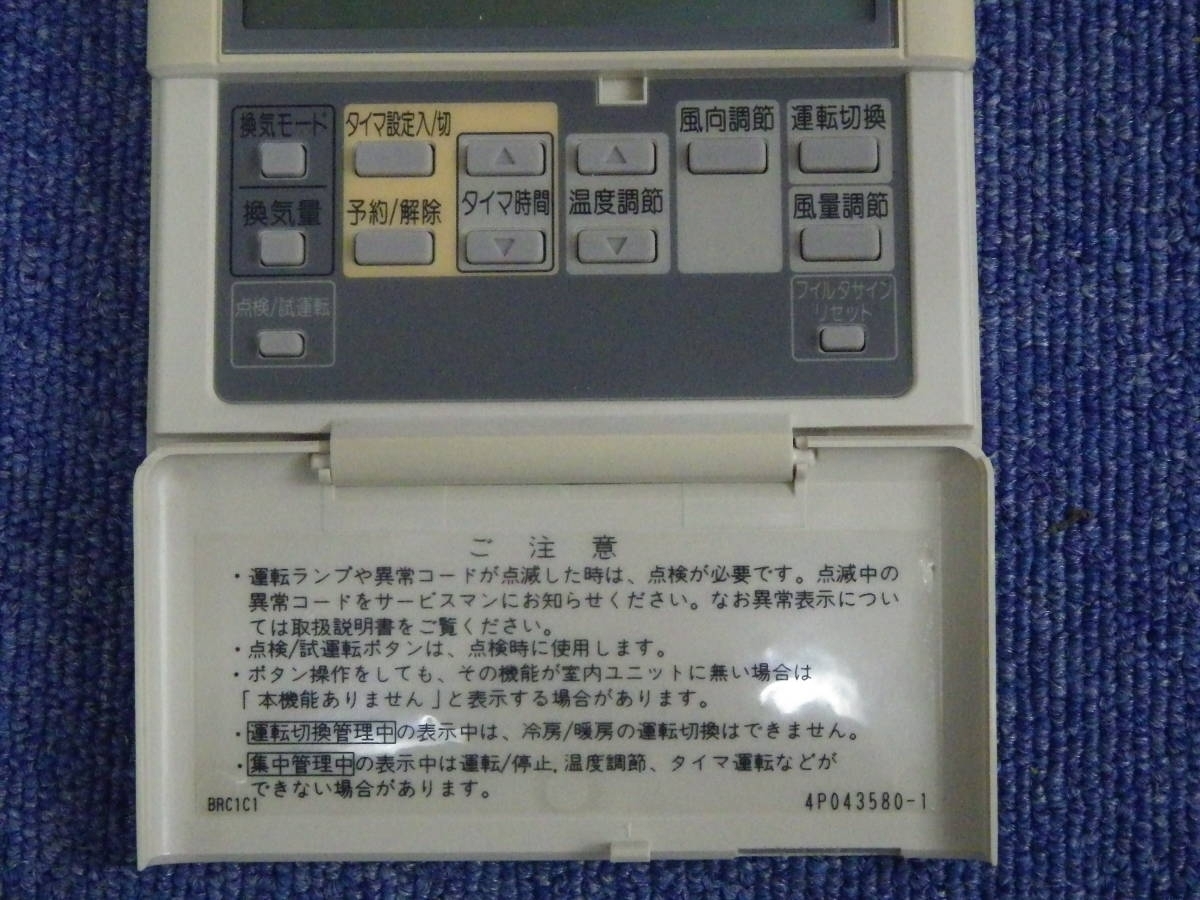 換気モード
タイマ設定入/切
風向調節
運転切換
換気量
予約/解除
タイマ時間
温度調節
風量調節
点検/試運転
フィルタサイン
リセット
ご 注 意
・運転ランプや異常コードが点滅した時は、点検が必要です。点滅中の
異常コードをサービスマンにお知らせください。なお異常表示につい
ては取扱説明書をご覧ください。
・点検/試運転ボタンは、点検時に使用します。
・ボタン操作をしても、その機能が室内ユニットに無い場合は
「本機能ありません」と表示する場合があります。
・運転切換管理中の表示中は、冷房/暖房の運転切換はできません。
・集中管理中の表示中は運転/停止、温度調節、タイマ運転などが
できない場合があります。
BRC1C1
4P043580-1